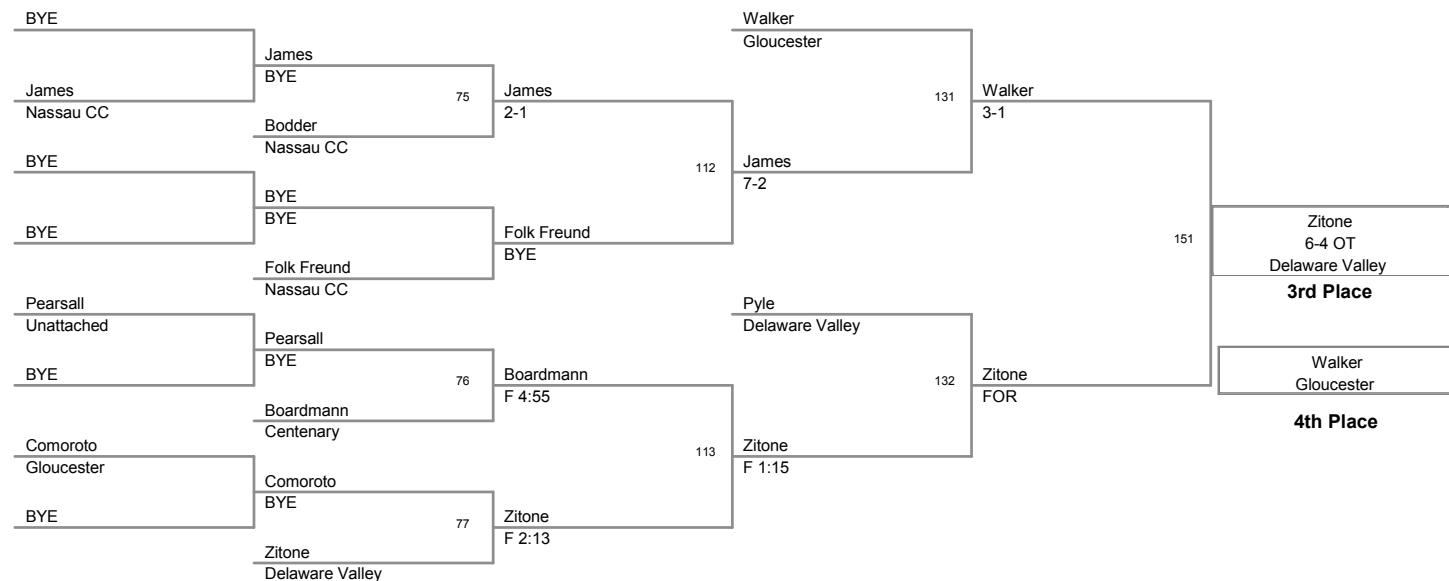 BYE
James
Nassau CC
BYE
BYE
Pearsall
Unattached
BYE
Comoroto
Gloucester
BYE
James
BYE
75
Bodder
Nassau CC
BYE
BYE
Folk Freund
Nassau CC
Pearsall
BYE
76
Boardmann
Centenary
Comoroto
BYE
77
Zitone
Delaware Valley
James
2-1
112
Folk Freund
BYE
Boardmann
F 4:55
113
Zitone
F 2:13
Walker
Gloucester
131
James
7-2
Pyle
Delaware Valley
132
Zitone
F 1:15
Walker
3-1
151
Zitone
FOR
Zitone
6-4 OT
Delaware Valley
3rd Place
Walker
Gloucester
4th Place